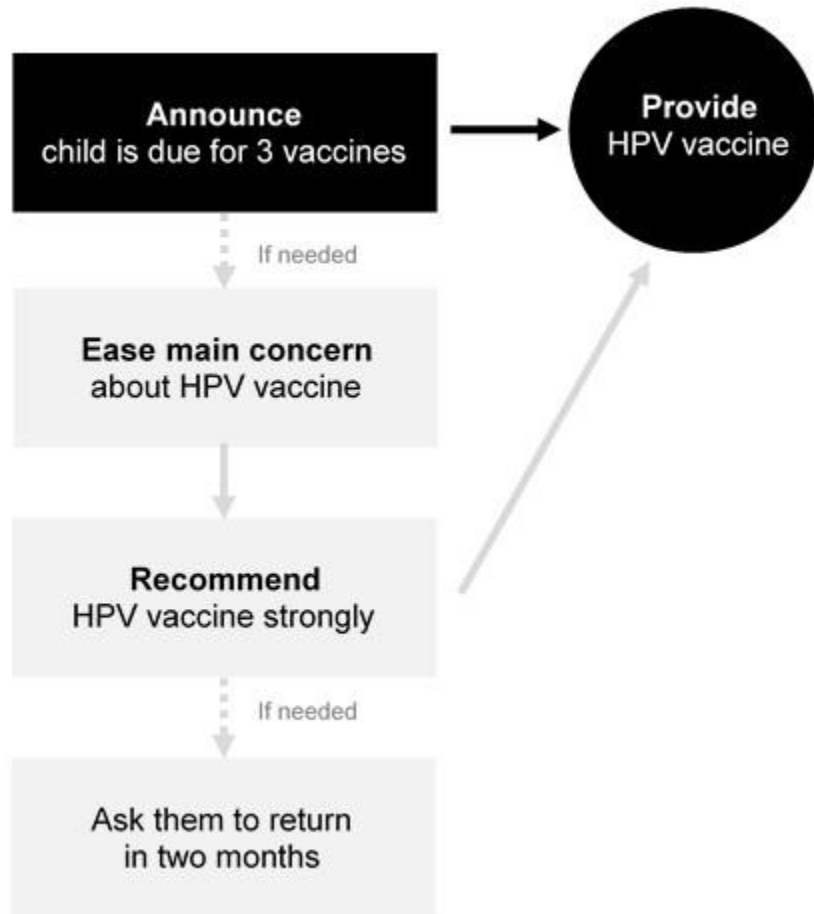 Announce
child is due for 3 vaccines
Provide
HPV vaccine
If needed
Ease main concern
about HPV vaccine
Recommend
HPV vaccine strongly
If needed
Ask them to return
in two months